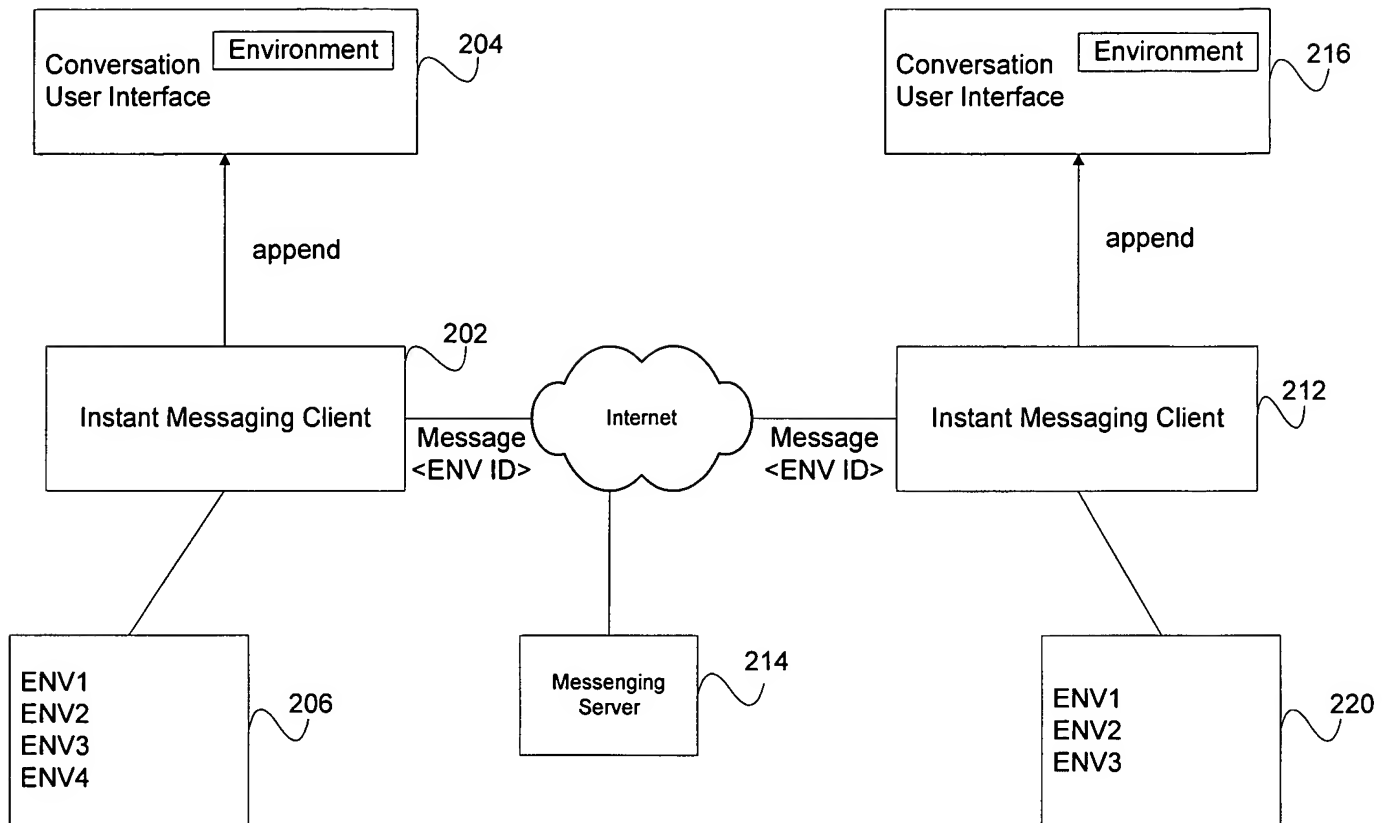 Environment
Conversation
User Interface
204
Environment
Conversation
User Interface
216
append
append
202
Instant Messaging Client
Internet
Instant Messaging Client
212
Message
<ENV ID>
Message
<ENV ID>
ENV1
ENV2
ENV3
ENV4
206
Messenging
Server
214
ENV1
ENV2
ENV3
220